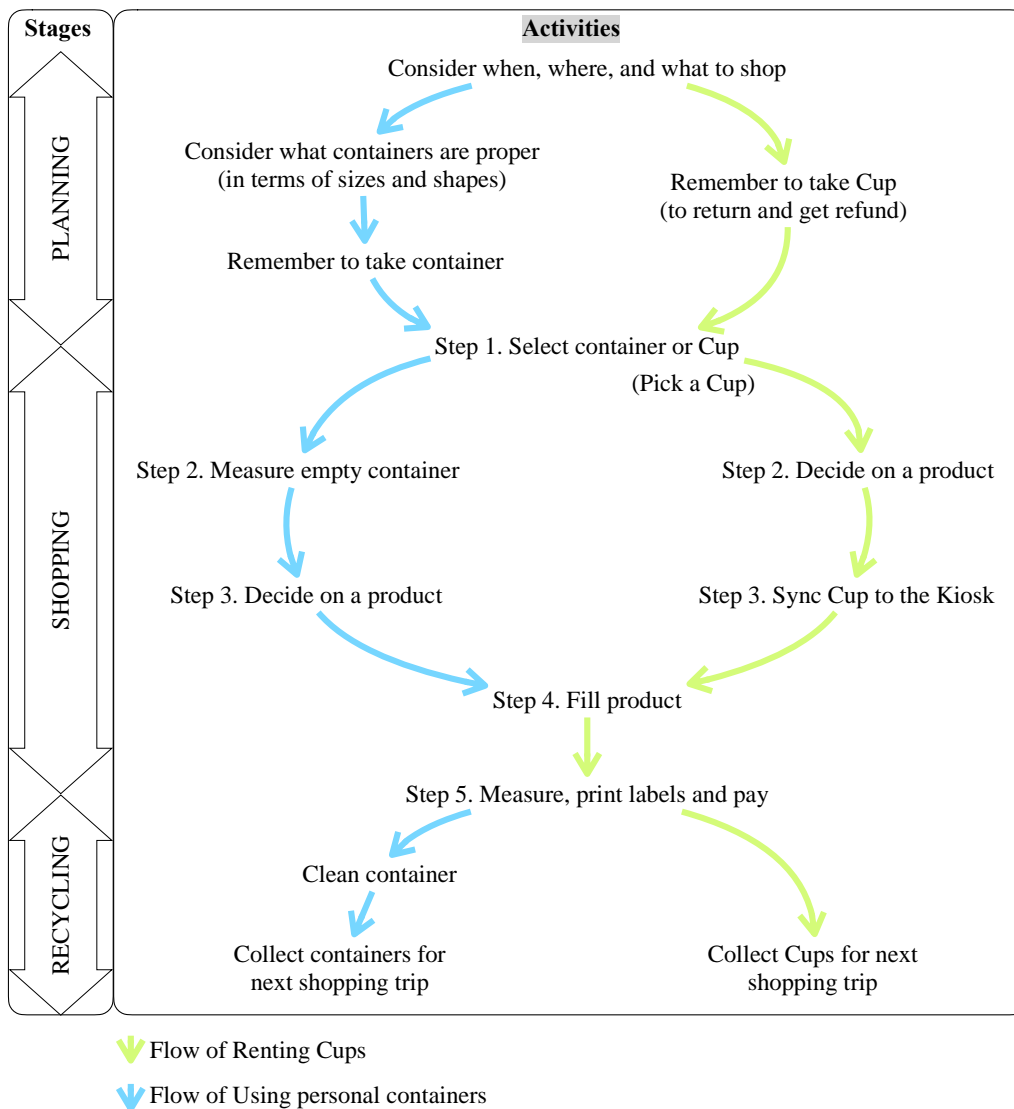 Stages
Activities
Consider when, where, and what to shop
Consider what containers are proper
(in terms of sizes and shapes)
Remember to take Cup
(to return and get refund)
Remember to take container
PLANNING
Step 1. Select container or Cup
(Pick a Cup)
Step 2. Measure empty container
Step 2. Decide on a product
Step 3. Decide on a product
Step 3. Sync Cup to the Kiosk
SHOPPING
Step 4. Fill product
Step 5. Measure, print labels and pay
Clean container
RECYCLING
Collect containers for
next shopping trip
Collect Cups for next
shopping trip
Flow of Renting Cups
Flow of Using personal containers